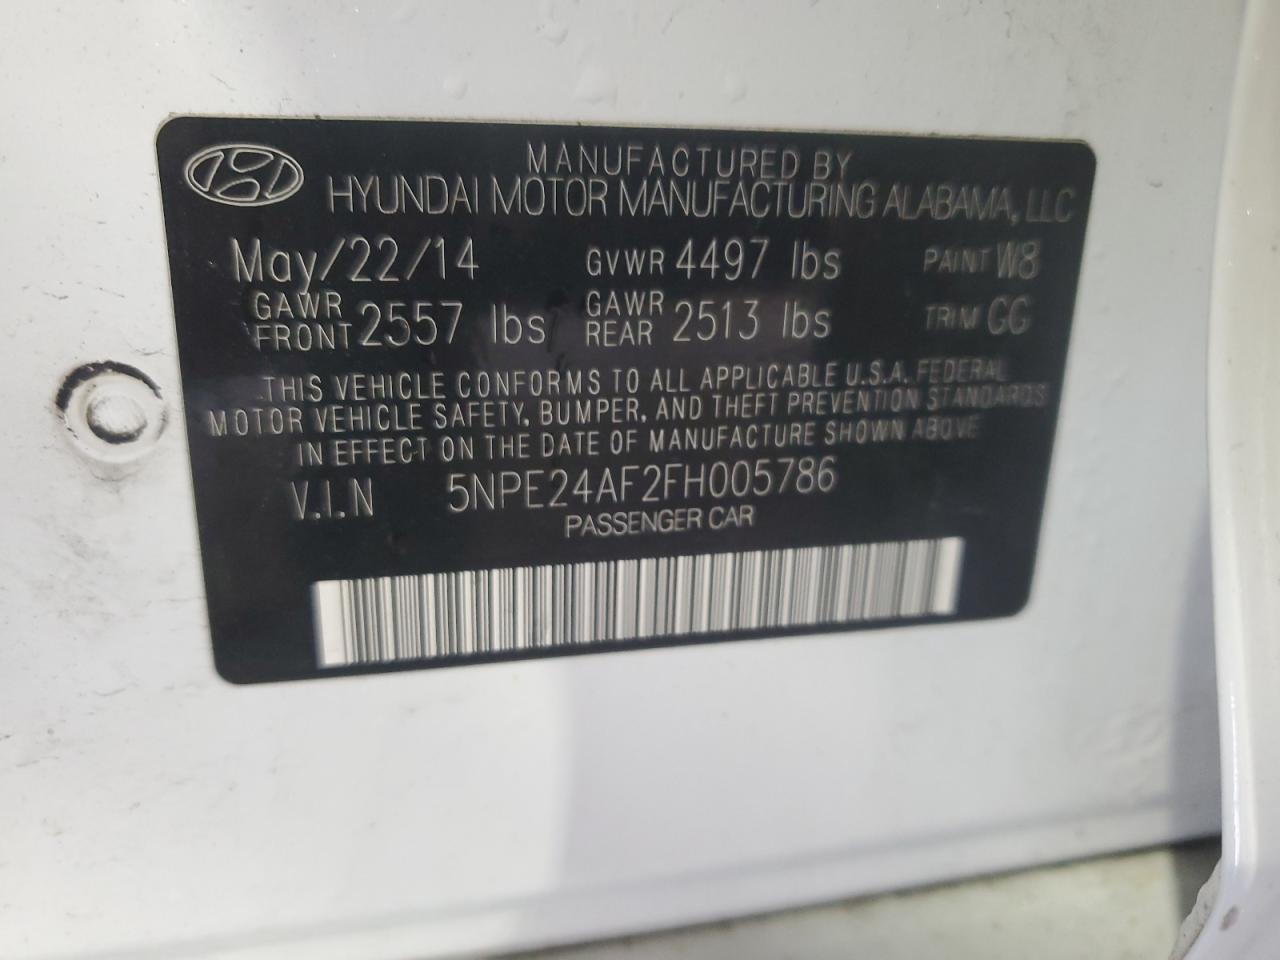 MANUFACTURED BY
HYUNDAI MOTOR MANUFACTURING ALABAMA, LLC
May/22/14 GVWR 4497 lbs PAINT W8
GAWR FRONT 2557 lbs GAWR REAR 2513 lbs TRIM GG
THIS VEHICLE CONFORMS TO ALL APPLICABLE U.S.A. FEDERAL
MOTOR VEHICLE SAFETY, BUMPER, AND THEFT PREVENTION STANDARDS
IN EFFECT ON THE DATE OF MANUFACTURE SHOWN ABOVE
V.I.N 5NPE24AF2FH005786
PASSENGER CAR